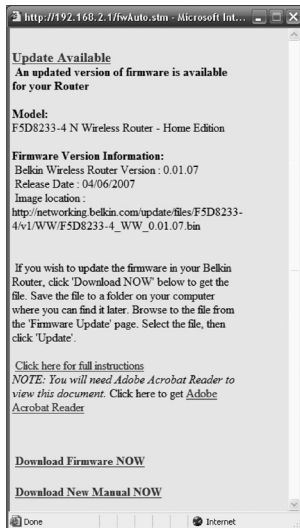 http://192.168.2.1/fwAuto.stm - Microsoft Int...
Update Available
An updated version of firmware is available
for your Router
Model:
F5D8233-4 N Wireless Router - Home Edition
Firmware Version Information:
Belkin Wireless Router Version : 0.01.07
Release Date : 04/06/2007
Image location :
http://networking.belkin.com/update/files/F5D8233-
4/v1/WW/F5D8233-4_WW_0.01.07.bin
If you wish to update the firmware in your Belkin
Router, click 'Download NOW' below to get the
file. Save the file to a folder on your computer
where you can find it later. Browse to the file from
the 'Firmware Update' page. Select the file, then
click 'Update'.
Click here for full instructions
NOTE: You will need Adobe Acrobat Reader to
view this document. Click here to get Adobe
Acrobat Reader
Download Firmware NOW
Download New Manual NOW
Done
Internet